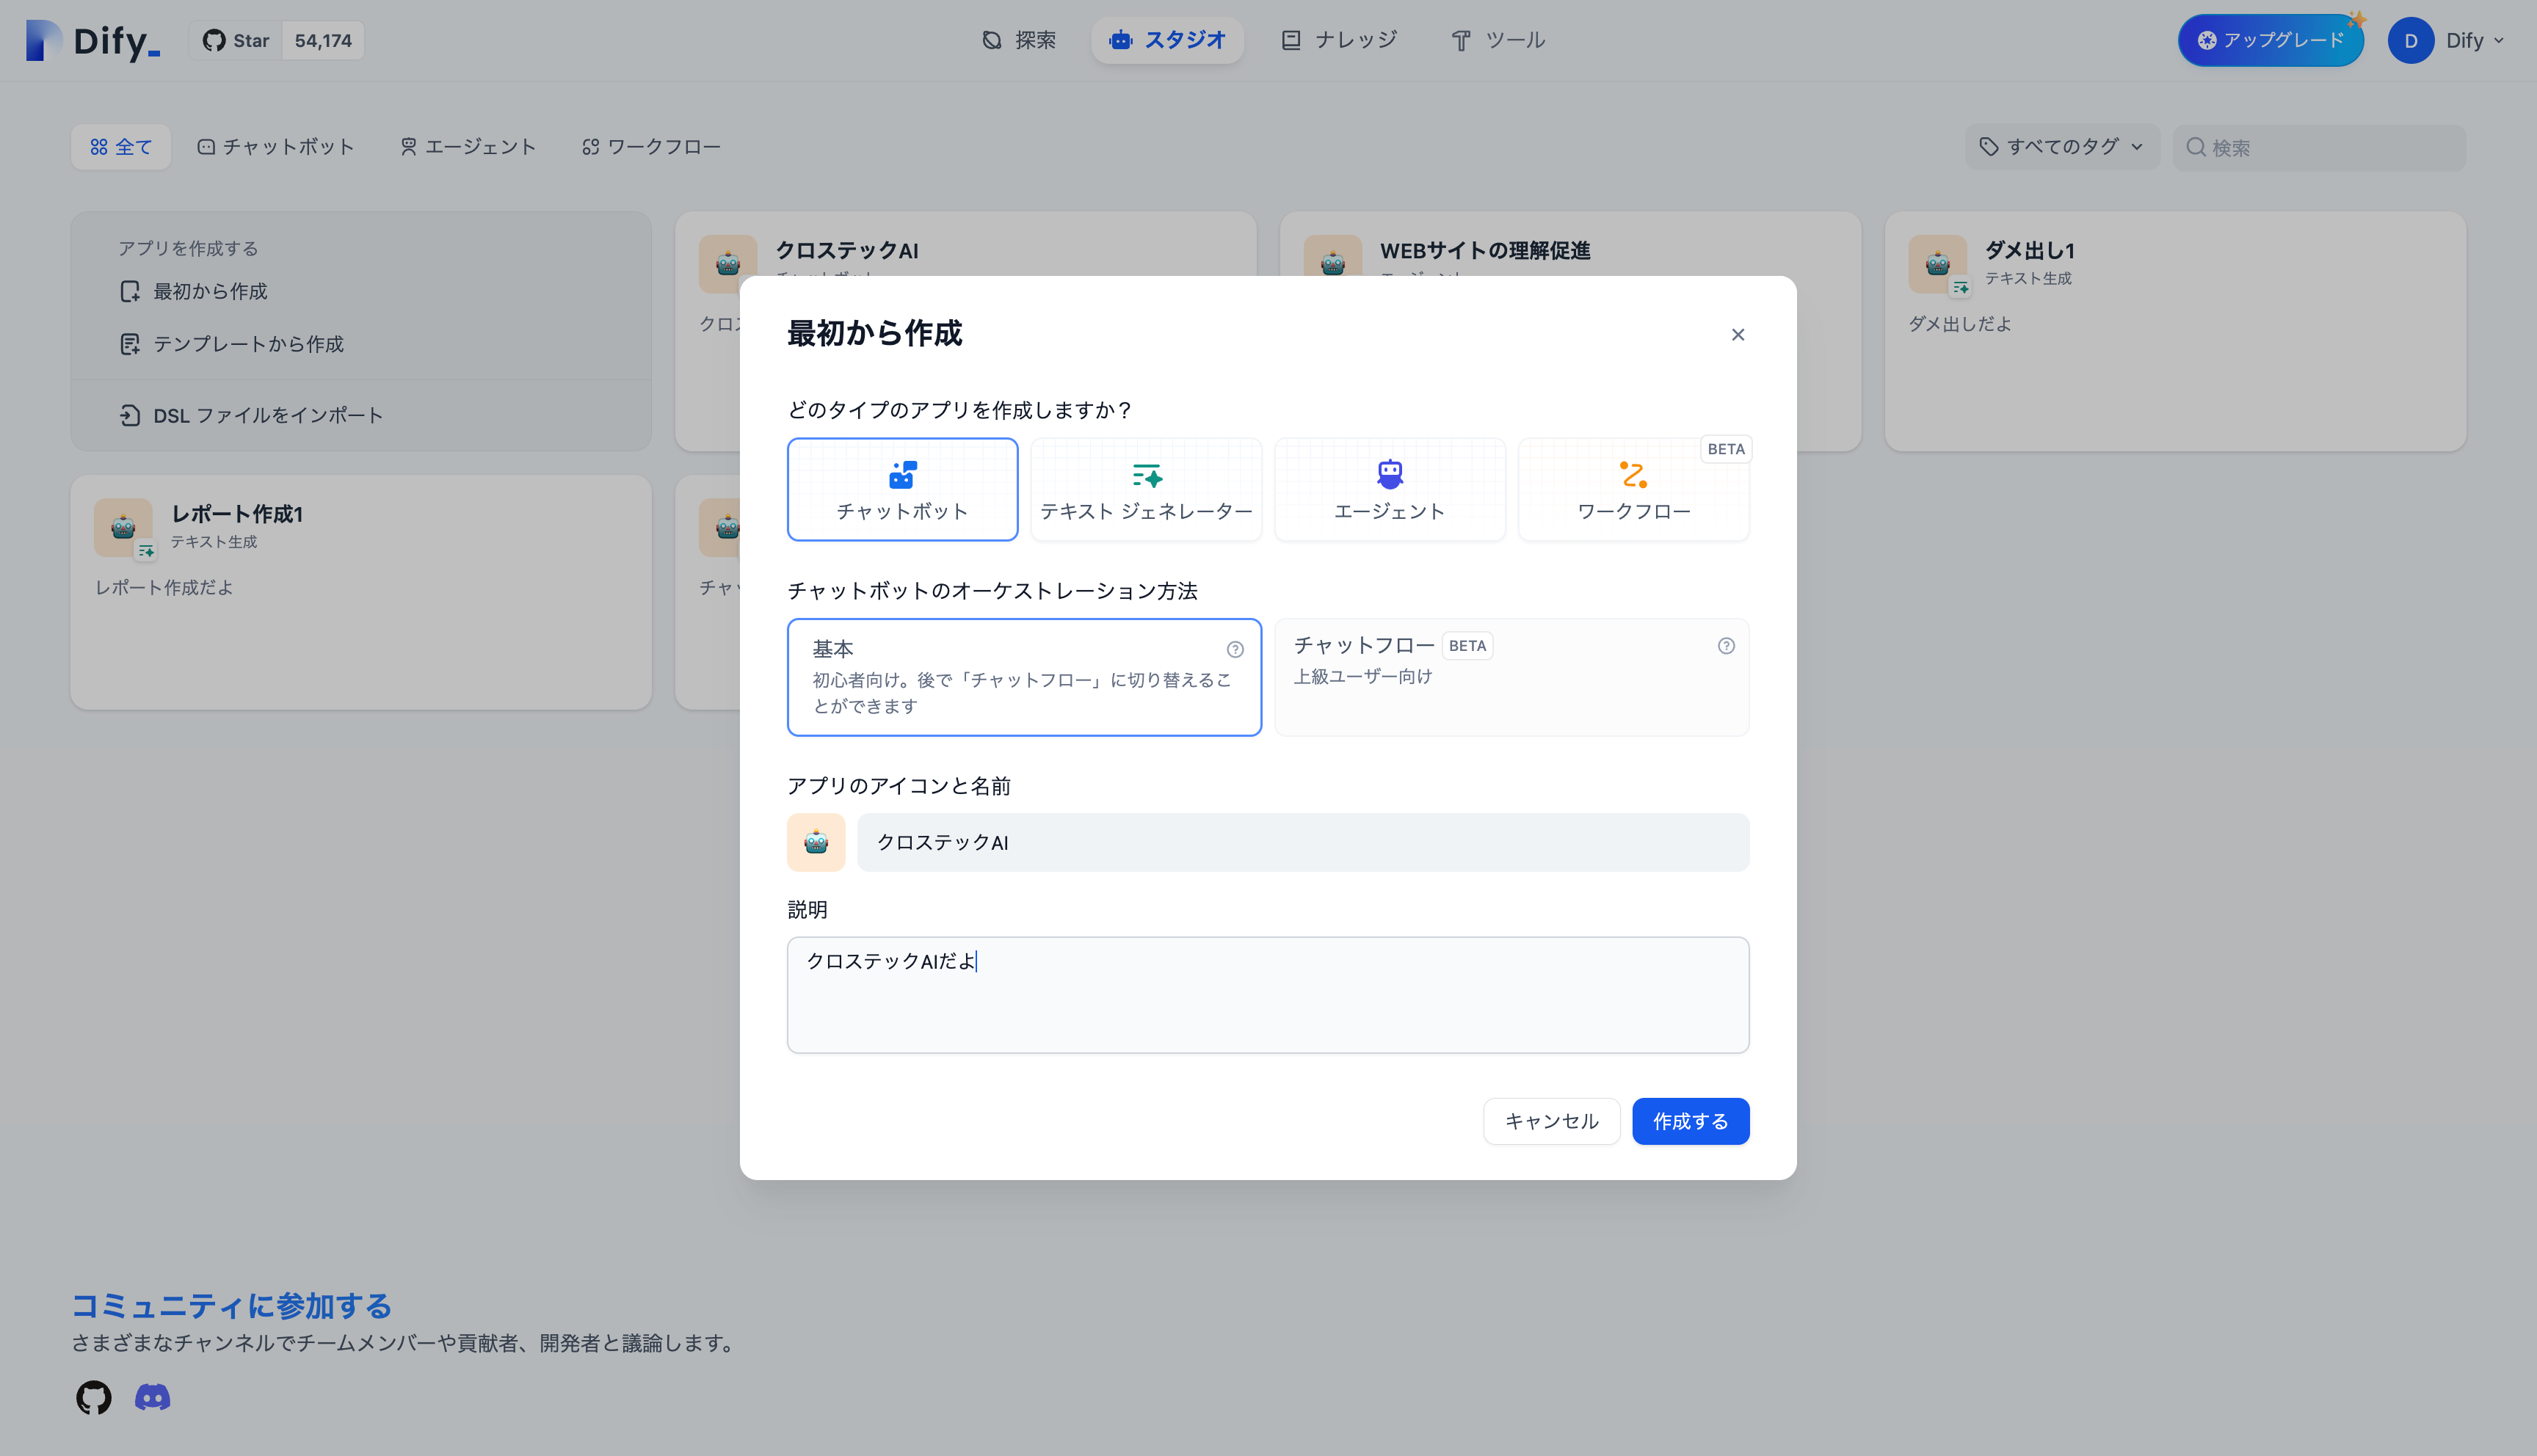 Dify_
Star 54,174
探索
スタジオ
ナレッジ
ツール
アップグレード
D
Dify
全て
チャットボット
エージェント
ワークフロー
すべてのタグ
検索
アプリを作成する
最初から作成
テンプレートから作成
DSL ファイルをインポート
クロステックAI
クロ
WEBサイトの理解促進
ダメ出し1
テキスト生成
ダメ出しだよ
レポート作成1
テキスト生成
レポート作成だよ
チャ
最初から作成
どのタイプのアプリを作成しますか？
チャットボット
テキスト ジェネレーター
エージェント
BETA
ワークフロー
チャットボットのオーケストレーション方法
基本
初心者向け。後で「チャットフロー」に切り替えるこ
とができます
チャットフロー BETA
上級ユーザー向け
アプリのアイコンと名前
クロステックAI
説明
クロステックAIだよ
キャンセル
作成する
コミュニティに参加する
さまざまなチャンネルでチームメンバーや貢献者、開発者と議論します。